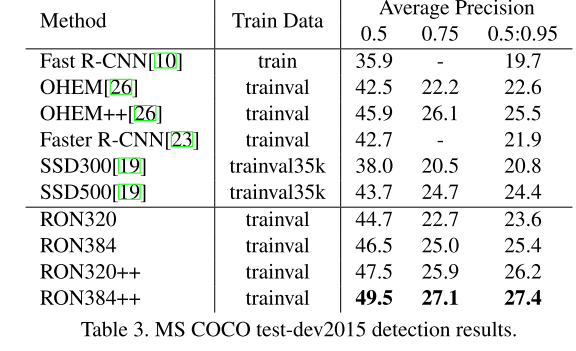 Method Train Data Average Precision
0.5 0.75 0.5:0.95
Fast R-CNN[10] train 35.9 - 19.7
OHEM[26] trainval 42.5 22.2 22.6
OHEM++[26] trainval 45.9 26.1 25.5
Faster R-CNN[23] trainval 42.7 - 21.9
SSD300[19] trainval35k 38.0 20.5 20.8
SSD500[19] trainval35k 43.7 24.7 24.4
RON320 trainval 44.7 22.7 23.6
RON384 trainval 46.5 25.0 25.4
RON320++ trainval 47.5 25.9 26.2
RON384++ trainval 49.5 27.1 27.4
Table 3. MS COCO test-dev2015 detection results.